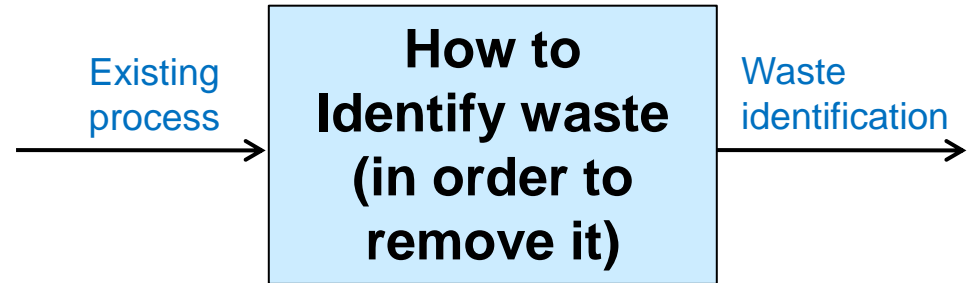 Existing
process
How to
Identify waste
(in order to
remove it)
Waste
identification